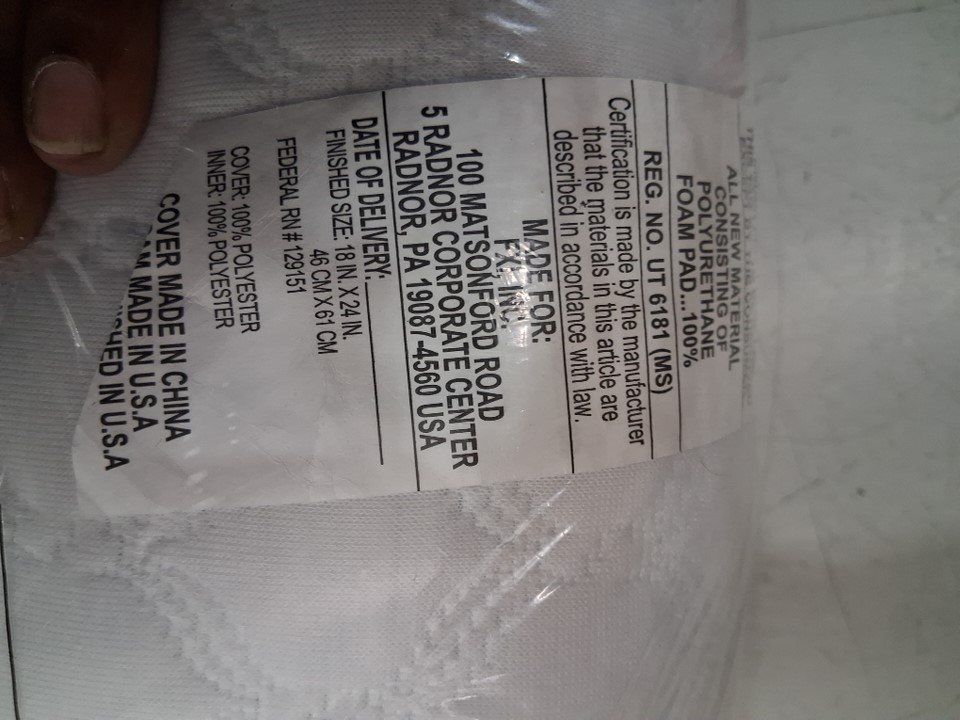 ALL NEW MATERIAL
CONSISTING OF
POLYURETHANE
FOAM PAD...100%
REG. NO. UT 6181 (MS)
Certification is made by the manufacturer
that the materials in this article are
described in accordance with law.
MADE FOR:
FXI, INC.
100 MATSONFORD ROAD
5 RADNOR CORPORATE CENTER
RADNOR, PA 19087-4560 USA
DATE OF DELIVERY:
FINISHED SIZE: 18 IN. X 24 IN.
46 CM X 61 CM
FEDERAL RN# 129151
COVER: 100% POLYESTER
INNER: 100% POLYESTER
COVER MADE IN CHINA
MADE IN U.S.A
IN U.S.A